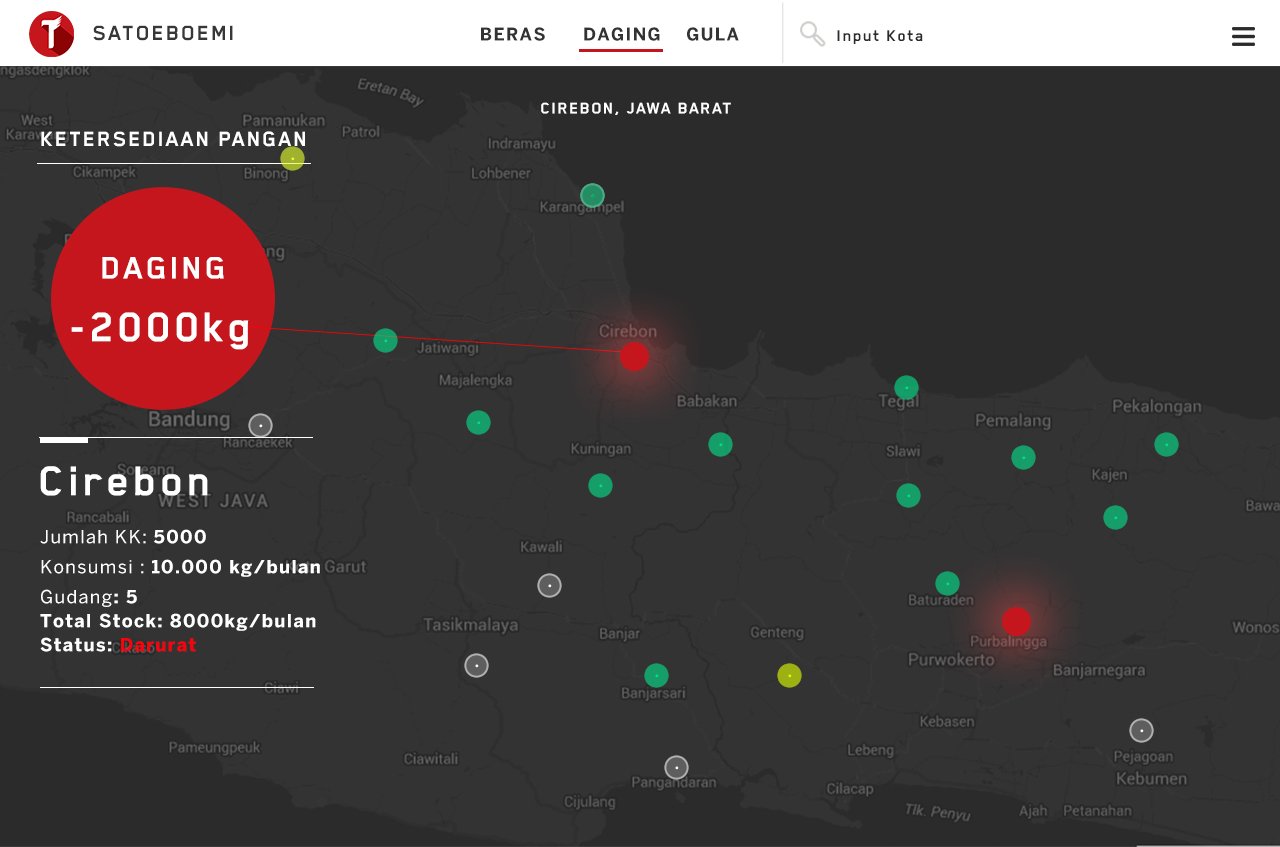 SATOEBOEMI
BERAS
DAGING
GULA
Input Kota
ngasdengklok
Eretan Bay
CIREBON, JAWA BARAT
West
Pamanukan
Patrol
KETERSEDIAAN PANGAN
Indramayu
Cikampek
Binong
Lohbener
Karangampel
DAGING
-2000kg
Cirebon
Jatiwangi
Majalengka
Babakan
Tegal
Pekalongan
Bandung
Pemalang
Rancaekek
Kuningan
Slawi
Soreang
Kajen
Cirebon
WEST JAVA
Bawa
Rancabali
Jumlah KK: 5000
Kawali
Konsumsi : 10.000 kg/bulan
Garut
Gudang: 5
Baturaden
Total Stock: 8000kg/bulan
Tasikmalaya
Banjar
Genteng
Wonos
Status: Darurat
Purbalingga
Purwokerto
Banjarnegara
Ciawi
Banjarsari
Kebasen
Pameungpeuk
Ciawitali
Lebeng
Pejagoan
Pangandaran
Kebumen
Cilacap
Cijulang
Tlk. Penyu
Ajah
Petanahan